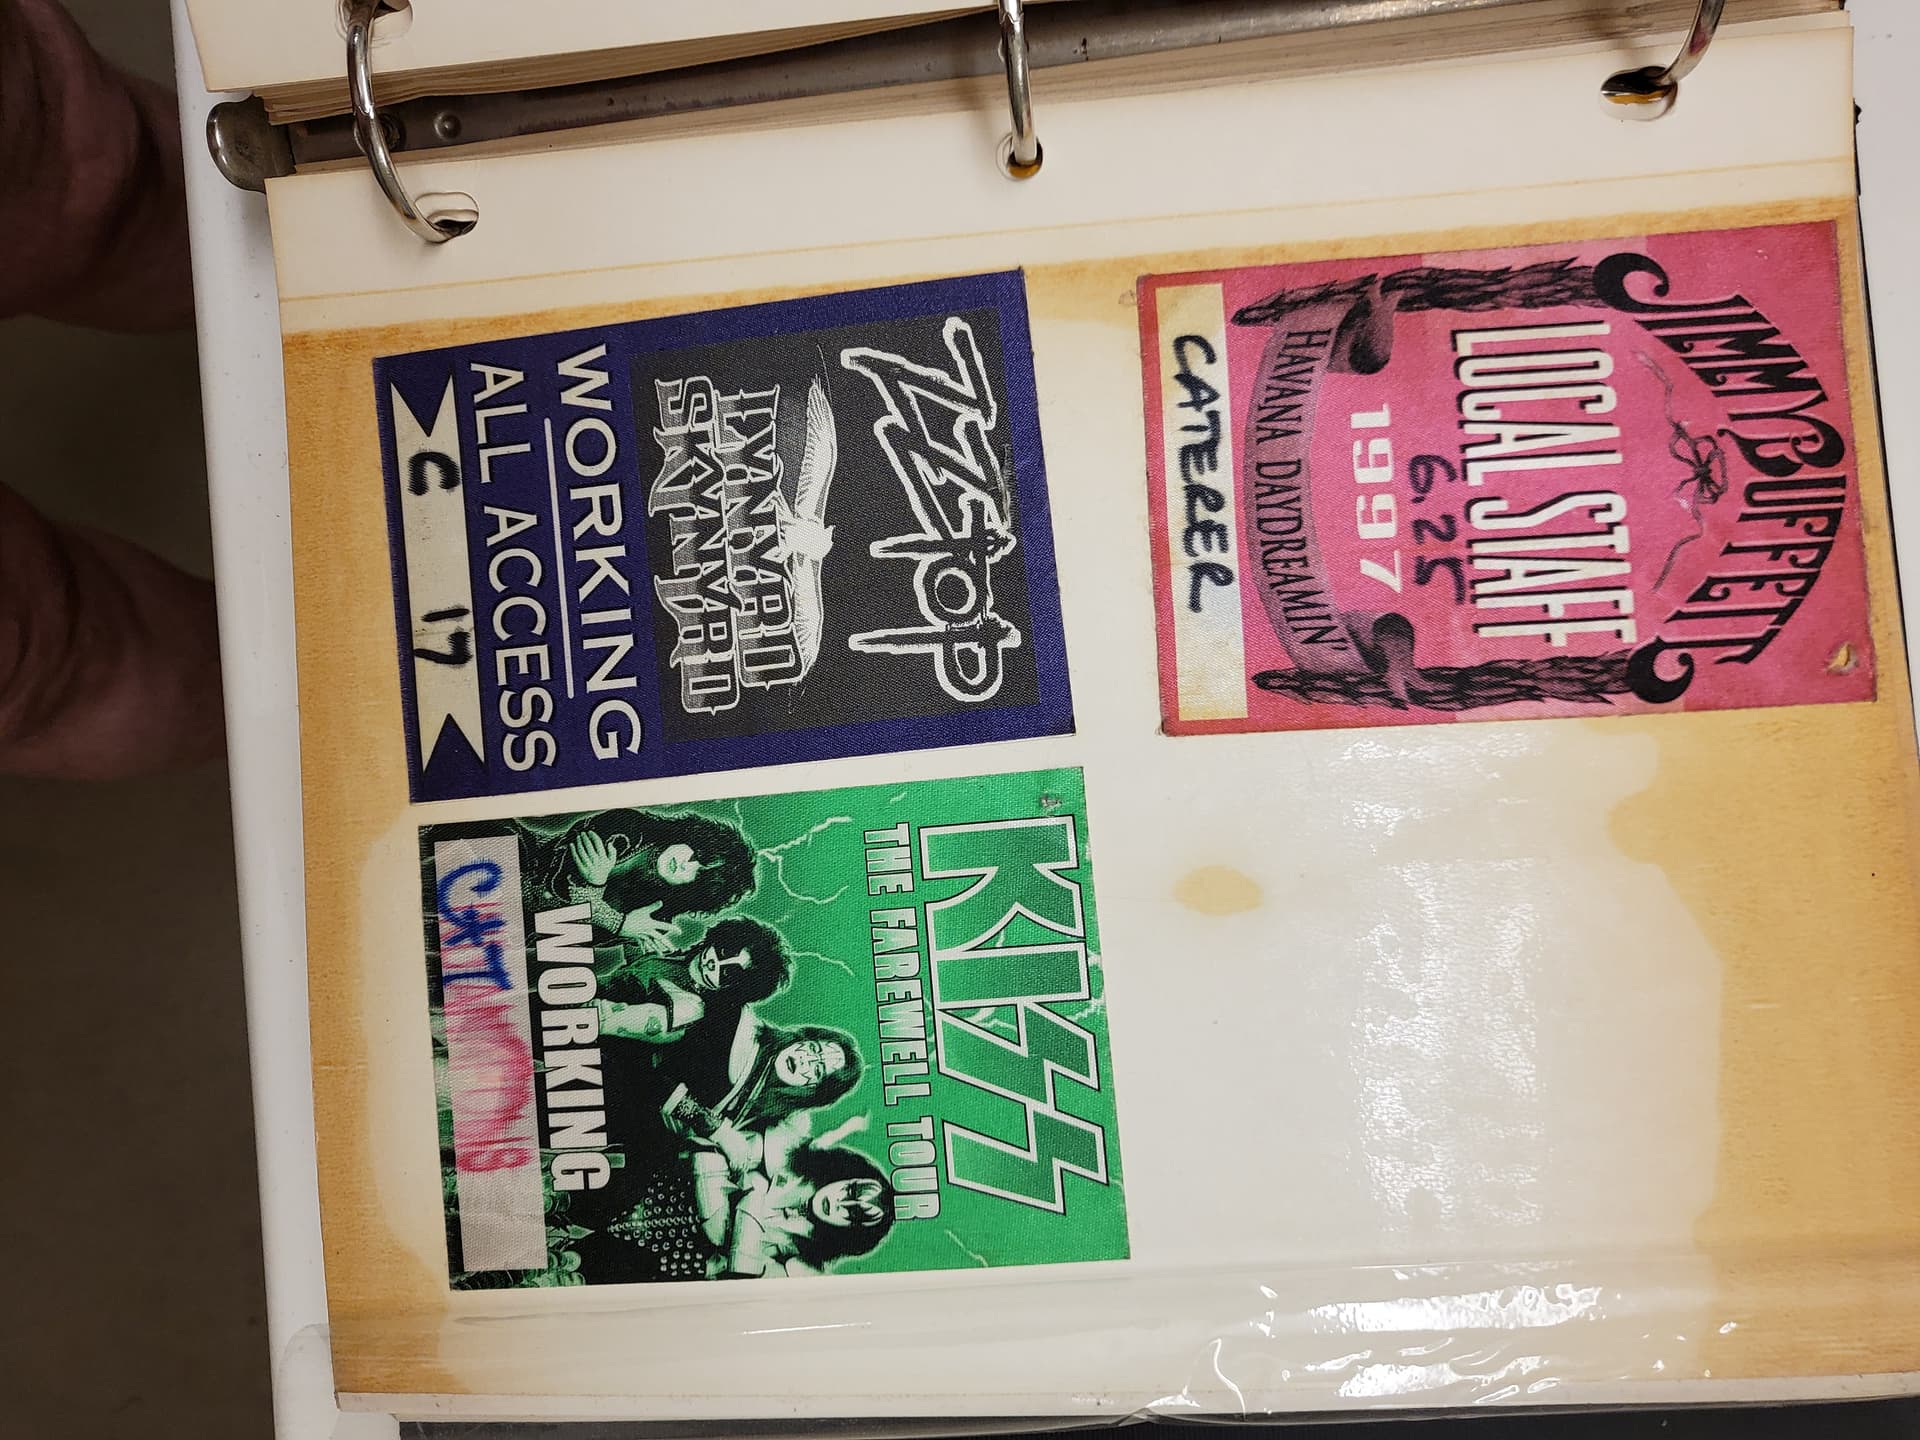 JIMMY BUFFETT
LOCAL STAFF
6.25
1997
HAVANA DAYDREAMIN'
CATERER
ZZ TOP
LYNYRD
SKYNYRD
WORKING
ALL ACCESS
C 17
KISS
THE FAREWELL TOUR
WORKING
CAT